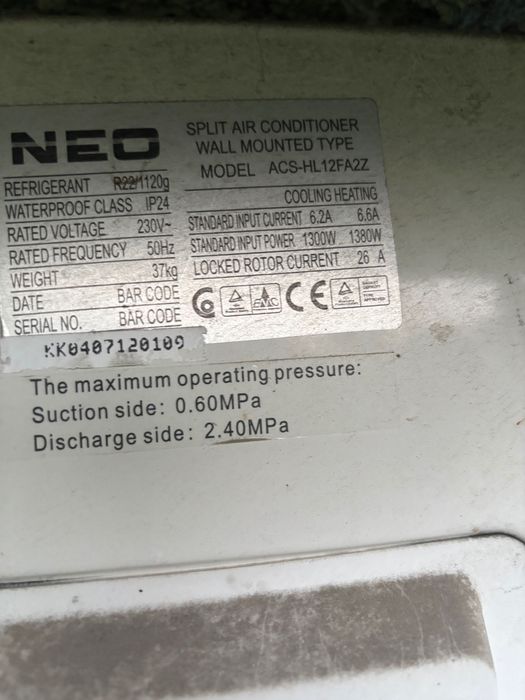 NEO
SPLIT AIR CONDITIONER
WALL MOUNTED TYPE
MODEL ACS-HL12FA2Z
REFRIGERANT R22/1120g
WATERPROOF CLASS IP24
RATED VOLTAGE 230V~
RATED FREQUENCY 50Hz
WEIGHT 37kg
DATE BAR CODE
SERIAL NO. BAR CODE
COOLING HEATING
STANDARD INPUT CURRENT 6.2A 6.6A
STANDARD INPUT POWER 1300W 1380W
LOCKED ROTOR CURRENT 26 A
EMC CE
KK0407120109
The maximum operating pressure:
Suction side: 0.60MPa
Discharge side: 2.40MPa